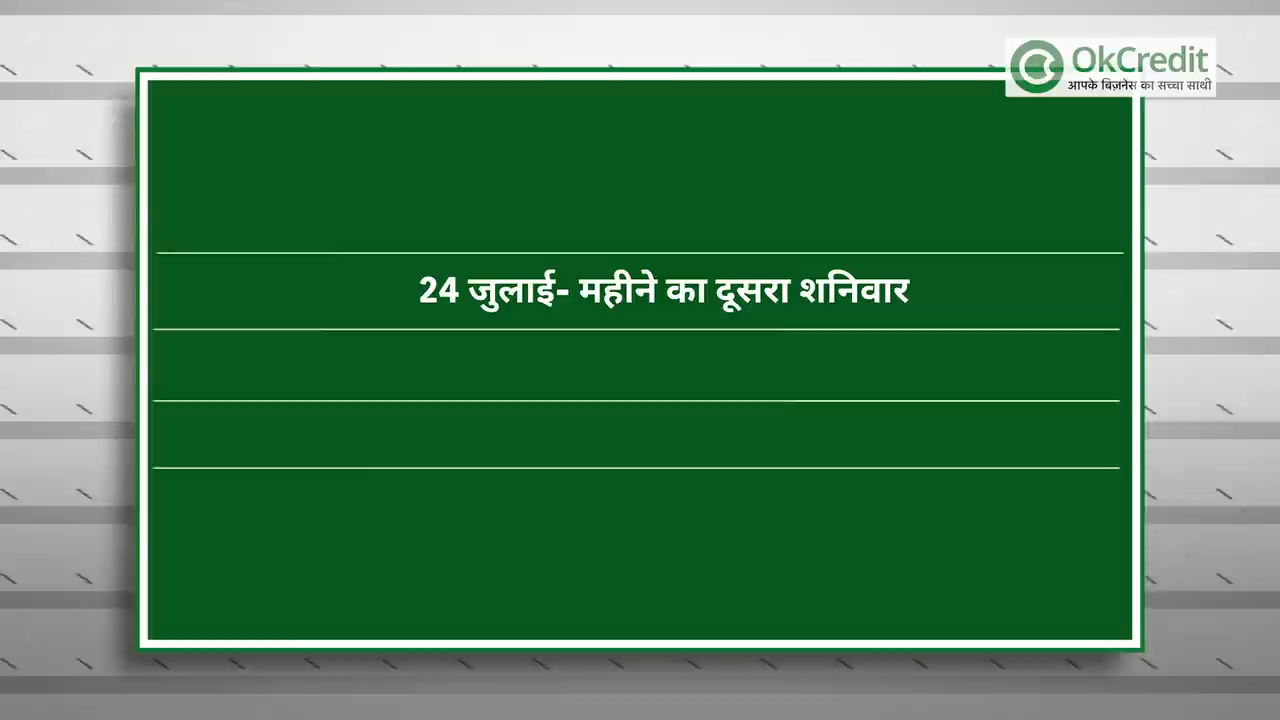 OkCredit
आपके बिज़नेस का सच्चा साथी
24 जुलाई- महीने का दूसरा शनिवार